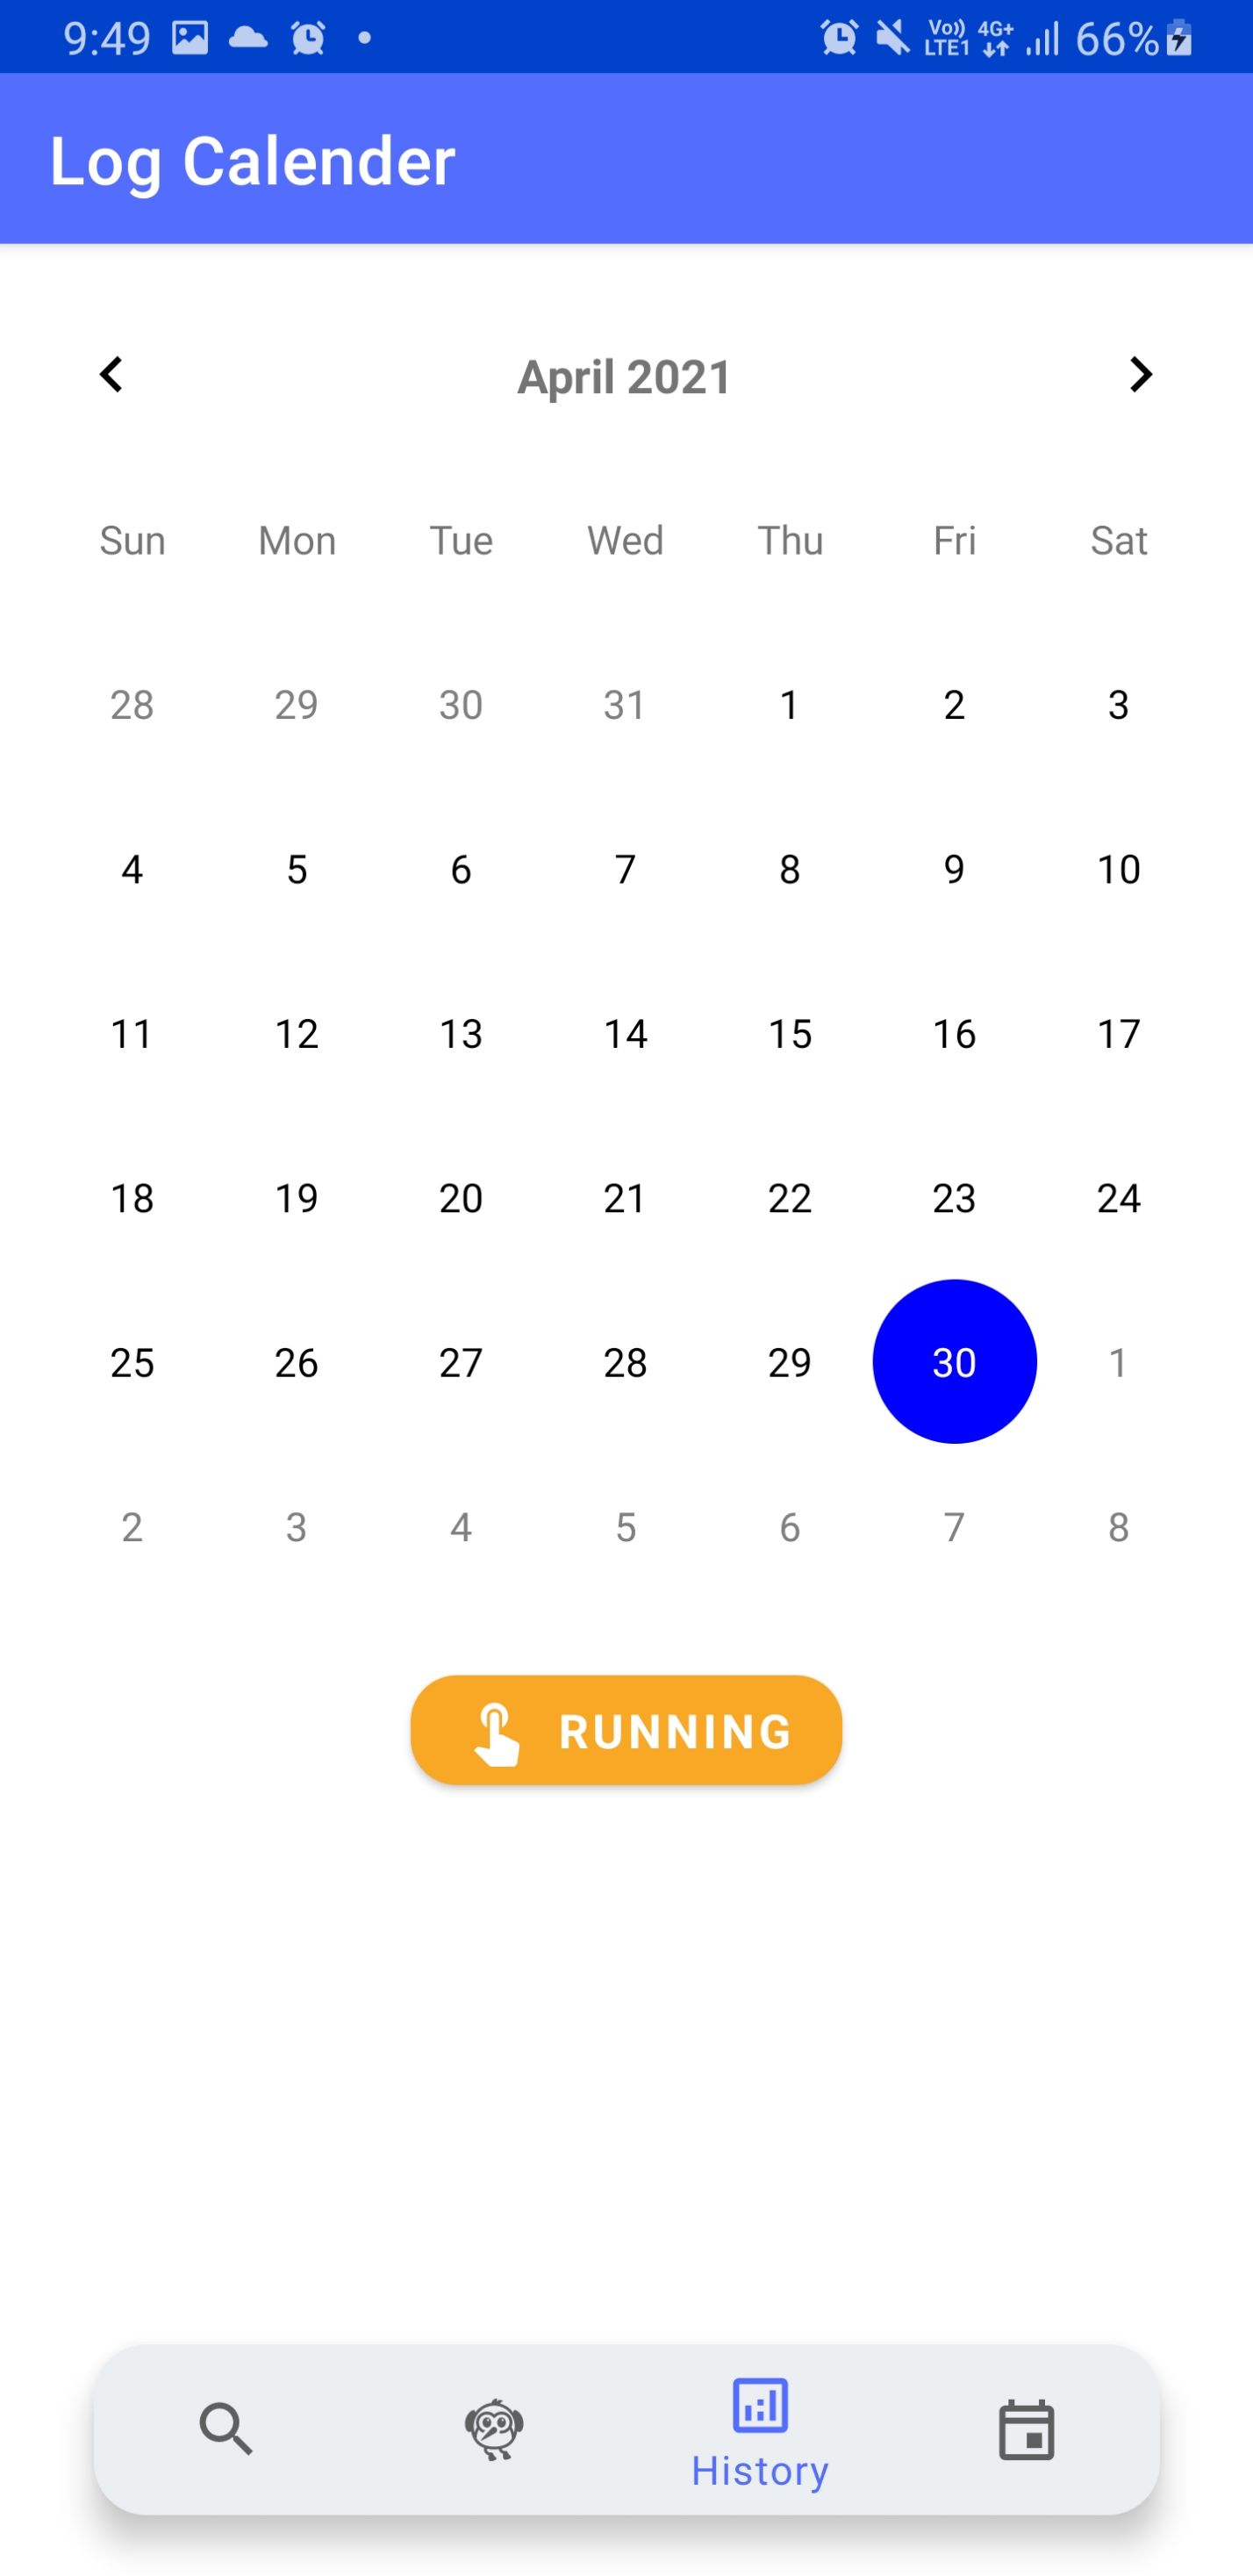 9:49 Vo)) LTE1 4G+ 66%
Log Calender
April 2021
Sun Mon Tue Wed Thu Fri Sat
28 29 30 31 1 2 3
4 5 6 7 8 9 10
11 12 13 14 15 16 17
18 19 20 21 22 23 24
25 26 27 28 29 30 1
2 3 4 5 6 7 8
RUNNING
History